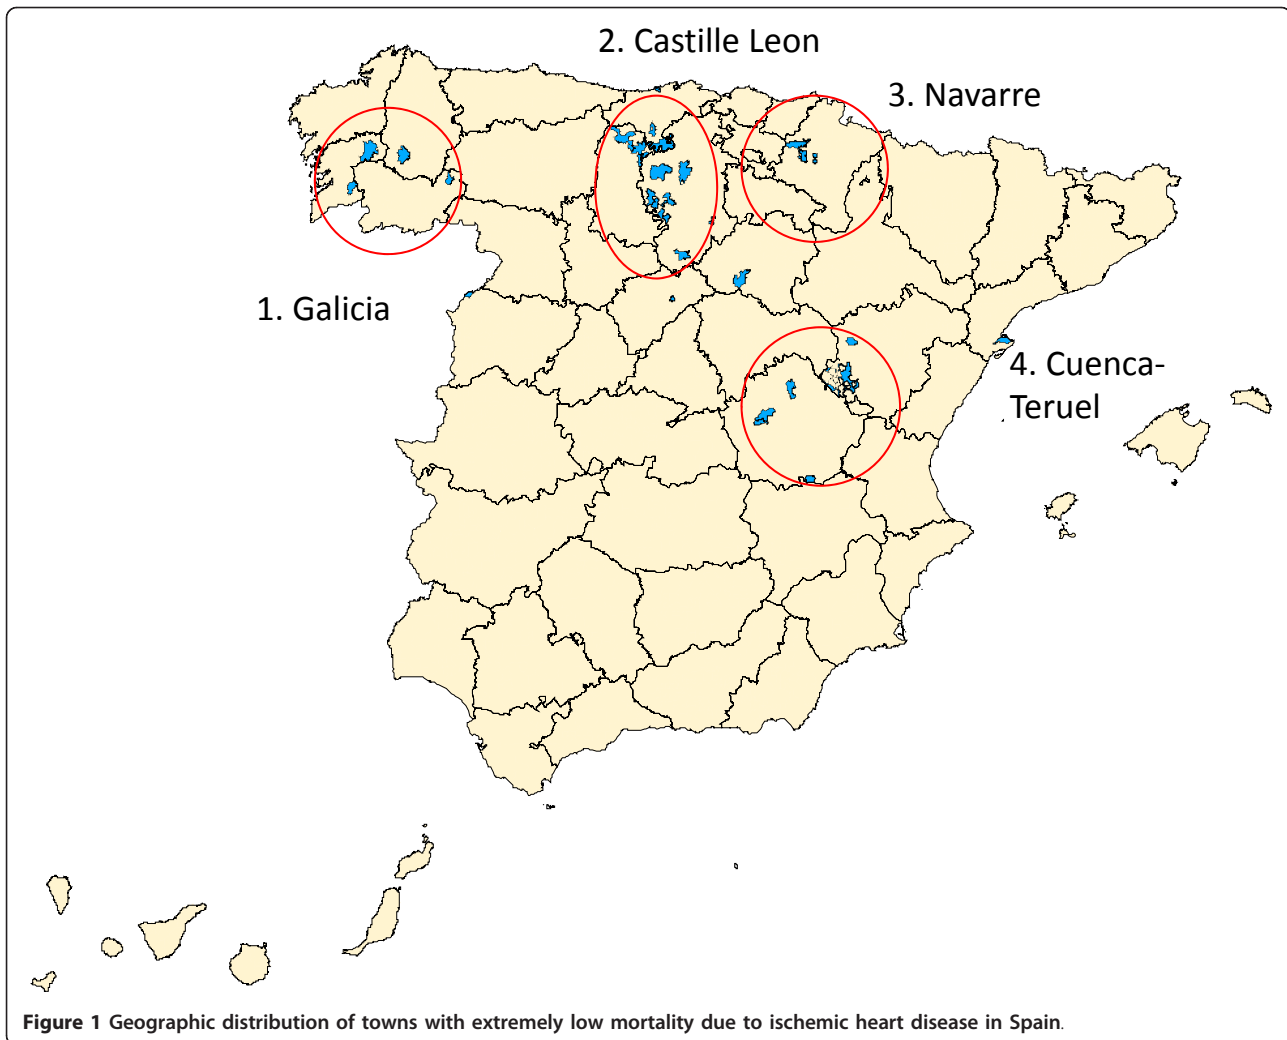 2. Castille Leon
3. Navarre
1. Galicia
4. Cuenca-
Teruel
Figure 1 Geographic distribution of towns with extremely low mortality due to ischemic heart disease in Spain.